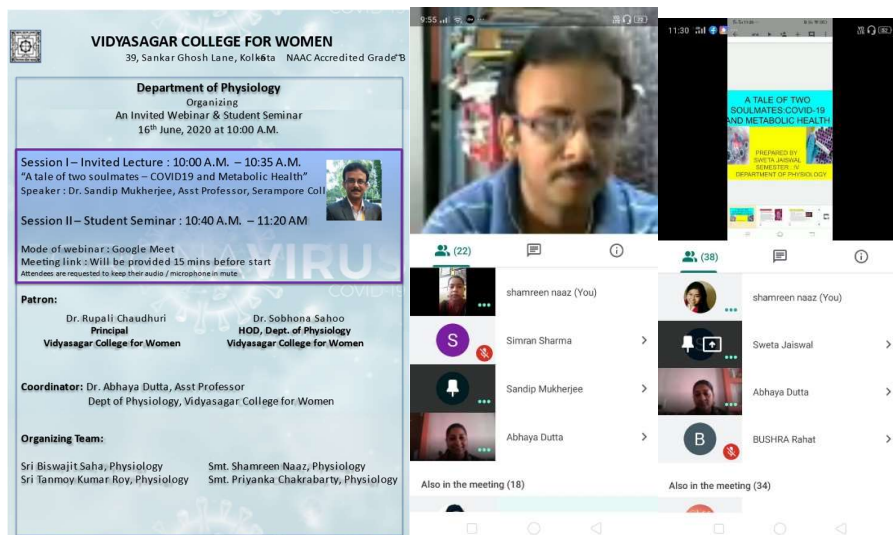 VIDYASAGAR COLLEGE FOR WOMEN
39, Sankar Ghosh Lane, Kolkata NAAC Accredited Grade"B
Department of Physiology
Organizing
An Invited Webinar & Student Seminar
16th June, 2020 at 10:00 A.M.
Session I – Invited Lecture : 10:00 A.M. – 10:35 A.M.
"A tale of two soulmates – COVID19 and Metabolic Health"
Speaker : Dr. Sandip Mukherjee, Asst Professor, Serampore Coll
Session II – Student Seminar : 10:40 A.M. – 11:20 AM
Mode of webinar : Google Meet
Meeting link : Will be provided 15 mins before start
Attendees are requested to keep their audio / microphone in mute
VIRUS
COVID-19
Patron:
Dr. Rupali Chaudhuri
Principal
Vidyasagar College for Women
Dr. Sobhona Sahoo
HOD, Dept. of Physiology
Vidyasagar College for Women
Coordinator: Dr. Abhaya Dutta, Asst Professor
Dept of Physiology, Vidyasagar College for Women
Organizing Team:
Sri Biswajit Saha, Physiology
Sri Tanmoy Kumar Roy, Physiology
Smt. Shamreen Naaz, Physiology
Smt. Priyanka Chakrabarty, Physiology
9:55
(22)
shamreen naaz (You)
S
Simran Sharma
Sandip Mukherjee
Abhaya Dutta
Also in the meeting (18)
11:30
A TALE OF TWO
SOULMATES:COVID-19
AND METABOLIC HEALTH
PREPARED BY
SWETA JAISWAL
SEMESTER : IV
DEPARTMENT OF PHYSIOLOGY
(38)
shamreen naaz (You)
Sweta Jaiswal
Abhaya Dutta
B
BUSHRA Rahat
Also in the meeting (34)